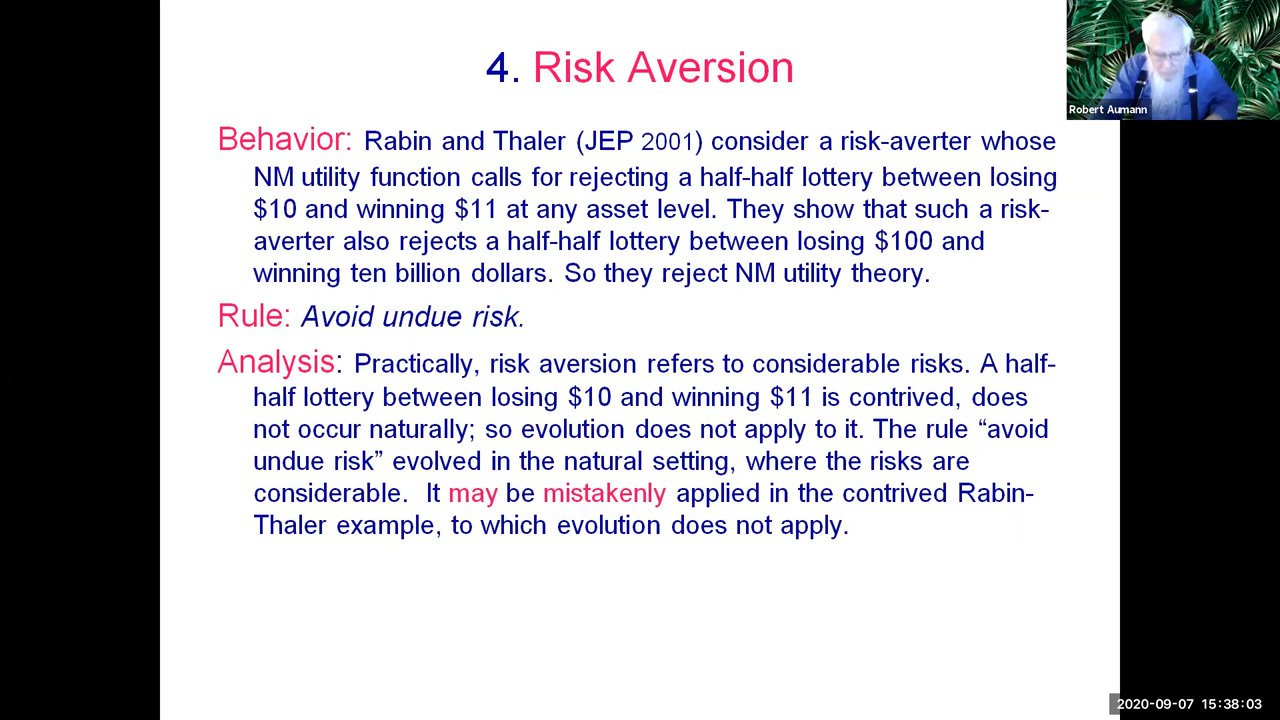 4. Risk Aversion
Robert Aumann
Behavior: Rabin and Thaler (JEP 2001) consider a risk-averter whose
NM utility function calls for rejecting a half-half lottery between losing
$10 and winning $11 at any asset level. They show that such a risk-
averter also rejects a half-half lottery between losing $100 and
winning ten billion dollars. So they reject NM utility theory.
Rule: Avoid undue risk.
Analysis: Practically, risk aversion refers to considerable risks. A half-
half lottery between losing $10 and winning $11 is contrived, does
not occur naturally; so evolution does not apply to it. The rule “avoid
undue risk” evolved in the natural setting, where the risks are
considerable. It may be mistakenly applied in the contrived Rabin-
Thaler example, to which evolution does not apply.
2020-09-07 15:38:03